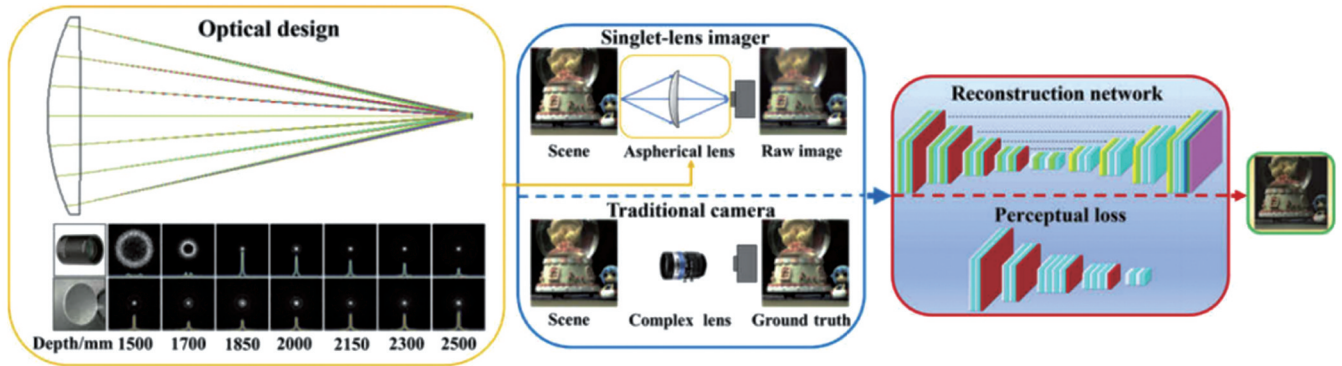 Optical design
Depth/mm 1500 1700 1850 2000 2150 2300 2500
Singlet-lens imager
Scene Aspherical lens Raw image
Traditional camera
Scene Complex lens Ground truth
Reconstruction network
Perceptual loss